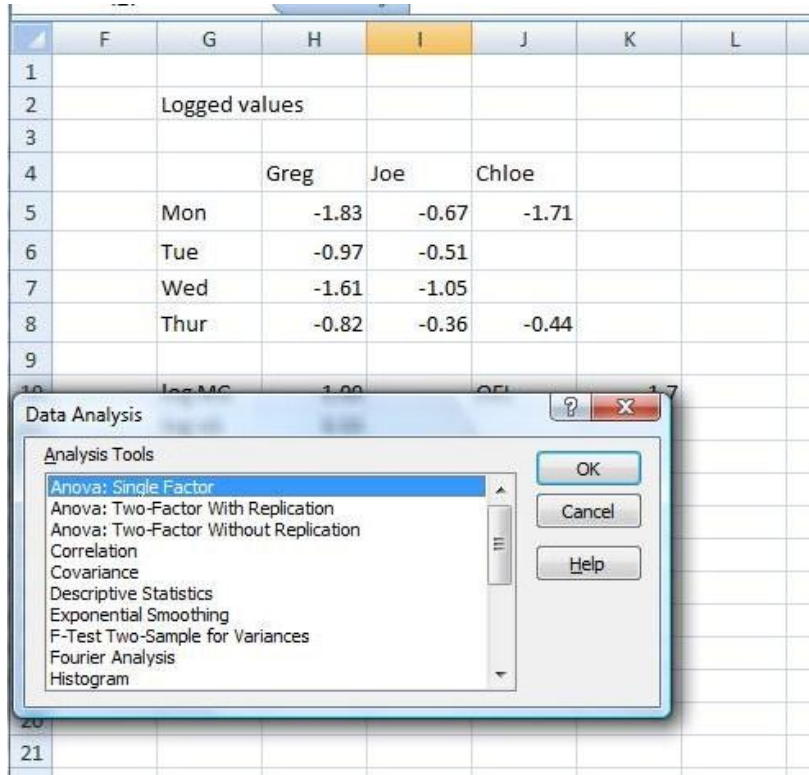 F G H I J K L
1
2 Logged values
3
4 Greg Joe Chloe
5 Mon -1.83 -0.67 -1.71
6 Tue -0.97 -0.51
7 Wed -1.61 -1.05
8 Thur -0.82 -0.36 -0.44
9
Data Analysis
Analysis Tools
Anova: Single Factor
Anova: Two-Factor With Replication
Anova: Two-Factor Without Replication
Correlation
Covariance
Descriptive Statistics
Exponential Smoothing
F-Test Two-Sample for Variances
Fourier Analysis
Histogram
OK
Cancel
? X
Help
21